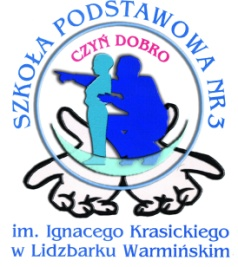 SZKOŁA PODSTAWOWA NR 3
CZYŃ DOBRO
im. Ignacego Krasickiego
w Lidzbarku Warmińskim